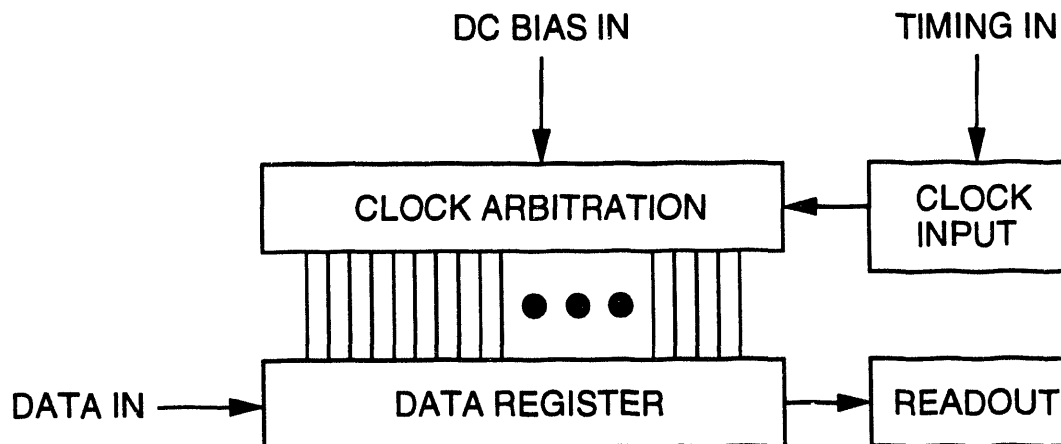 DC BIAS IN
TIMING IN
CLOCK ARBITRATION
CLOCK
INPUT
DATA IN
DATA REGISTER
READOUT